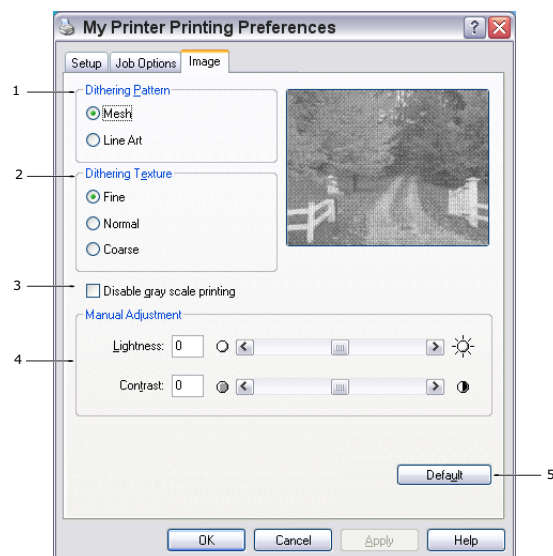 My Printer Printing Preferences
Setup Job Options Image
1
Dithering Pattern
Mesh
Line Art
2
Dithering Texture
Fine
Normal
Coarse
3
Disable gray scale printing
Manual Adjustment
4
Lightness: 0
Contrast: 0
Default
5
OK Cancel Apply Help